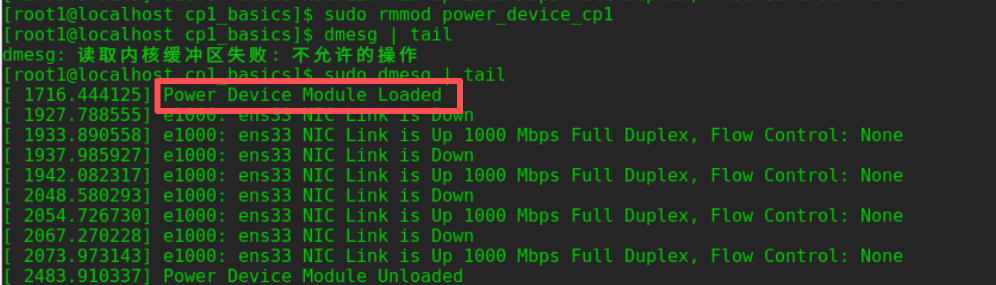 [root1@localhost cp1_basics]$ sudo rmmod power_device_cp1
[root1@localhost cp1_basics]$ dmesg | tail
dmesg: 读取内核缓冲区失败: 不允许的操作
[root1@localhost cp1_basics]$ sudo dmesg | tail
[ 1716.444125] Power Device Module Loaded
[ 1927.788555] e1000: ens33 NIC Link is Down
[ 1933.890558] e1000: ens33 NIC Link is Up 1000 Mbps Full Duplex, Flow Control: None
[ 1937.985927] e1000: ens33 NIC Link is Down
[ 1942.082317] e1000: ens33 NIC Link is Up 1000 Mbps Full Duplex, Flow Control: None
[ 2048.580293] e1000: ens33 NIC Link is Down
[ 2054.726730] e1000: ens33 NIC Link is Up 1000 Mbps Full Duplex, Flow Control: None
[ 2067.270228] e1000: ens33 NIC Link is Down
[ 2073.973143] e1000: ens33 NIC Link is Up 1000 Mbps Full Duplex, Flow Control: None
[ 2483.910337] Power Device Module Unloaded